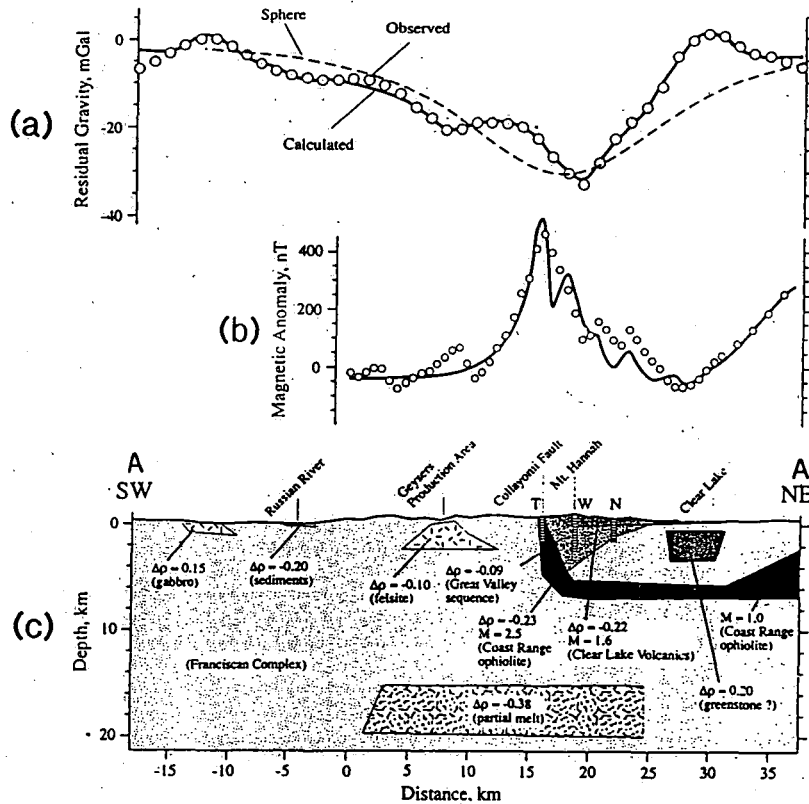 (a)
Residual Gravity, mGal
0
-20
-40
Sphere
Observed
Calculated
(b)
Magnetic Anomaly, nT
400
200
0
(c)
A
SW
Russian River
Geysers
Production Area
Collayomi Fault
Mt. Hannah
T W N
Clear Lake
A
Depth, km
0
10
20
Δρ = 0.15
(gabbro)
Δρ = -0.20
(sediments)
Δρ = -0.10
(felsite)
Δρ = -0.09
(Great Valley
sequence)
Δρ = -0.23
M = 2.5
(Coast Range
ophiolite)
Δρ = -0.22
M = 1.6
(Clear Lake Volcanics)
Δρ = 0.20
(greenstone ?)
M = 1.0
(Coast Range
ophiolite)
(Franciscan Complex)
Δρ = -0.38
(partial melt)
-15 -10 -5 0 5 10 15 20 25 30 35
Distance, km